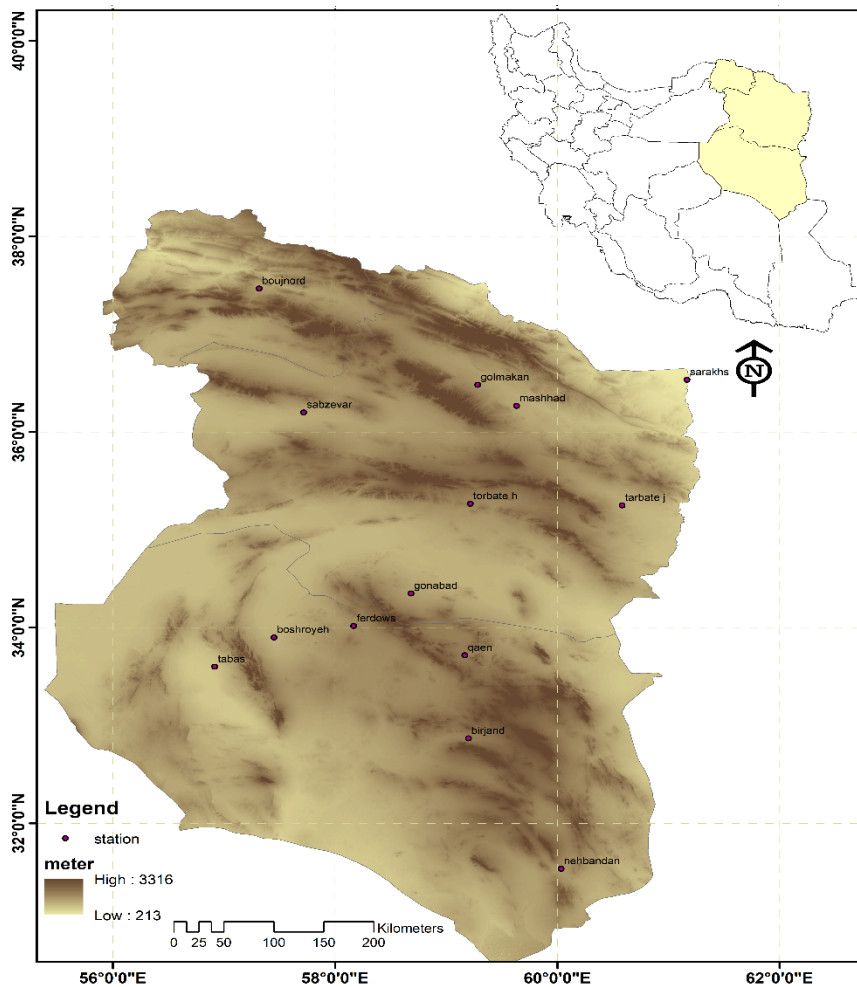 40°0'0"N
38°0'0"N
36°0'0"N
34°0'0"N
32°0'0"N
N
boujnord
golmakan
sarakhs
mashhad
sabzevar
torbate h
tarbate j
gonabad
ferdows
boshroyeh
qaen
tabas
birjand
nehbandan
Legend
station
meter
High : 3316
Low : 213
Kilometers
0 25 50 100 150 200
56°0'0"E 58°0'0"E 60°0'0"E 62°0'0"E